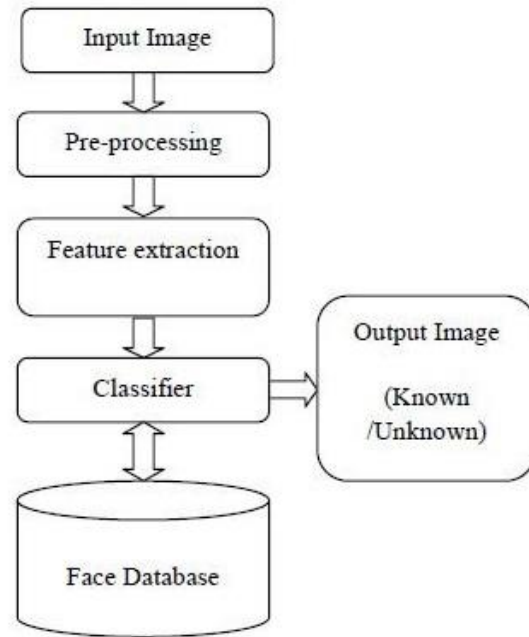 Input Image
Pre-processing
Feature extraction
Classifier
Output Image
(Known
/Unknown)
Face Database